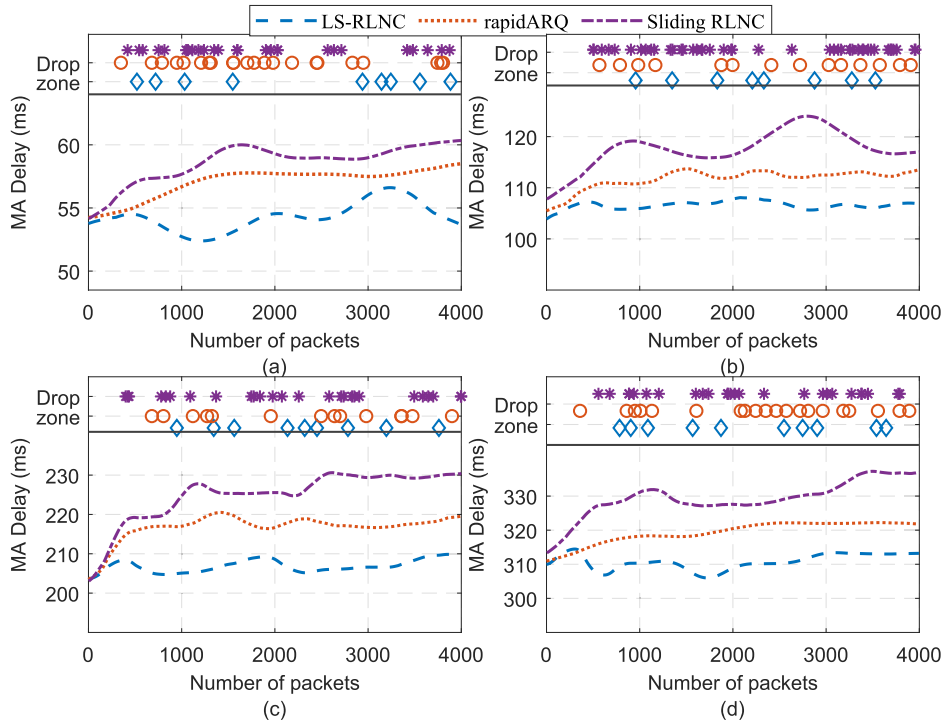 LS-RLNC rapidARQ Sliding RLNC
Drop
zone
MA Delay (ms)
60
55
50
0 1000 2000 3000 4000
Number of packets
(a)
Drop
zone
MA Delay (ms)
120
110
100
0 1000 2000 3000 4000
Number of packets
(b)
Drop
zone
MA Delay (ms)
230
220
210
200
0 1000 2000 3000 4000
Number of packets
(c)
Drop
zone
MA Delay (ms)
330
320
310
300
0 1000 2000 3000 4000
Number of packets
(d)